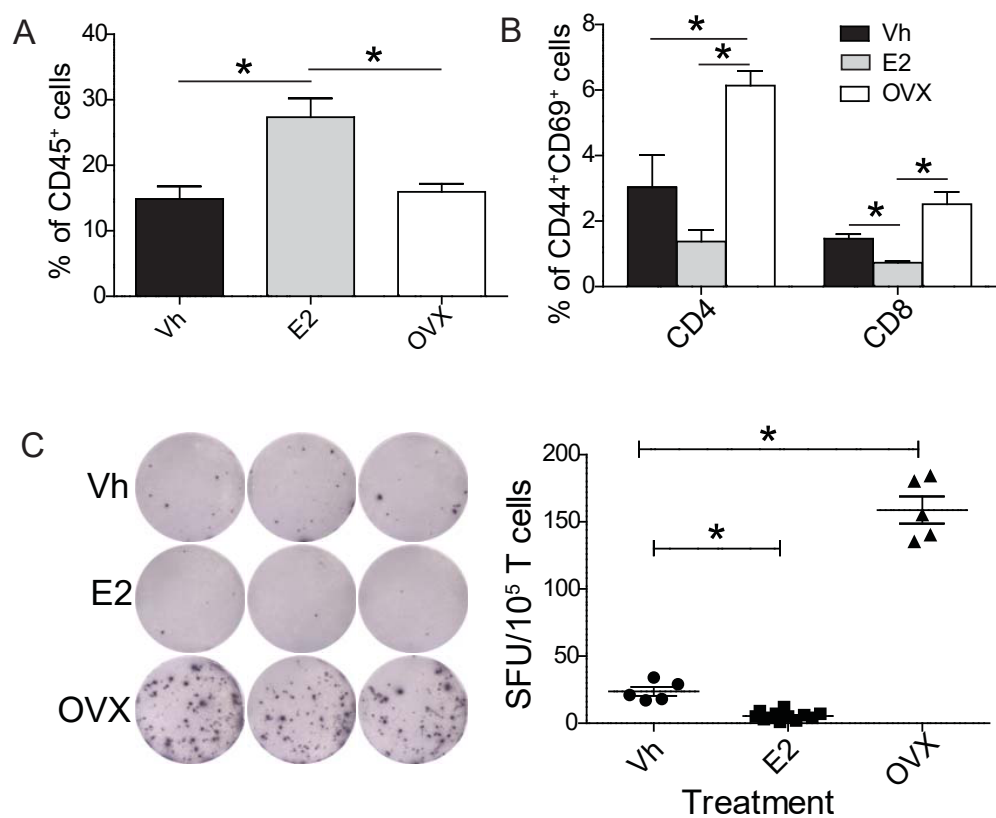 A
% of CD45⁺ cells
40
30
20
10
0
*
*
Vh
E2
OVX
B
% of CD44⁺CD69⁺ cells
8
6
4
2
0
*
*
*
*
Vh
E2
OVX
CD4
CD8
C
Vh
E2
OVX
SFU/10⁵ T cells
200
150
100
50
0
*
*
Vh
E2
OVX
Treatment